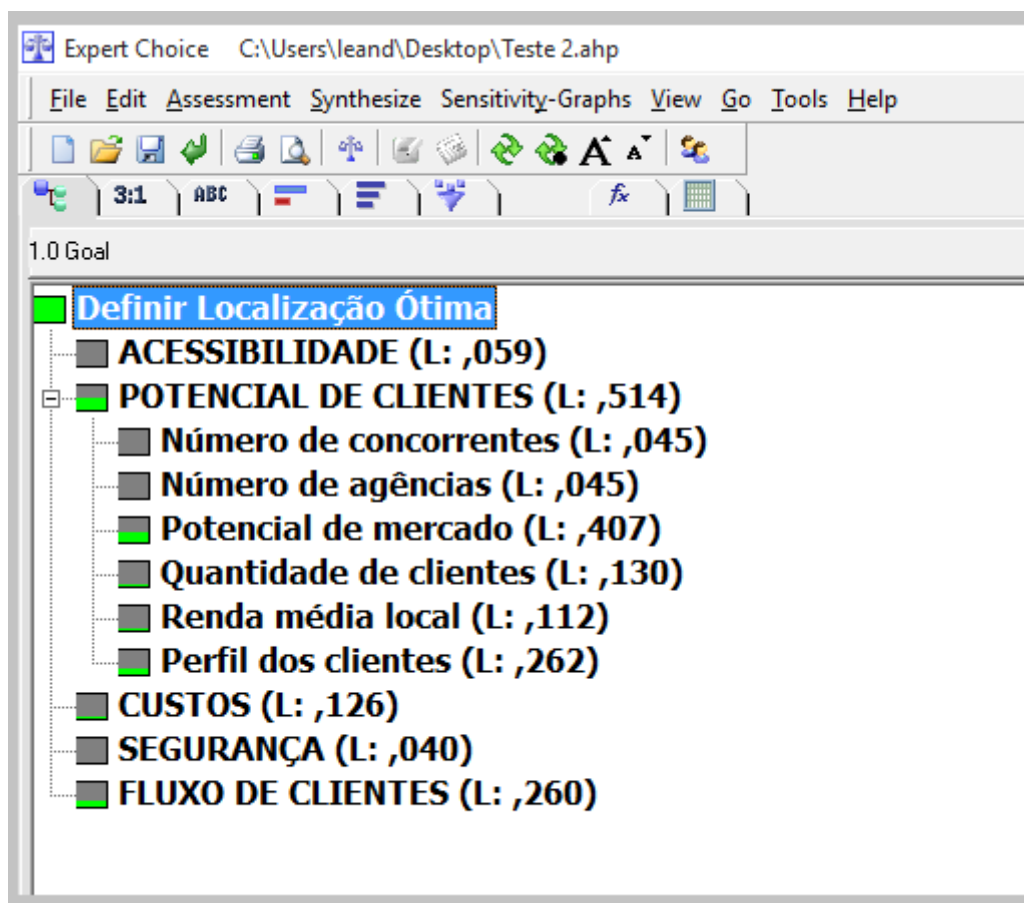 Expert Choice C:\Users\leand\Desktop\Teste 2.ahp
File Edit Assessment Synthesize Sensitivity-Graphs View Go Tools Help
A A
3:1 ABC fx
1.0 Goal
Definir Localização Ótima
ACESSIBILIDADE (L: ,059)
POTENCIAL DE CLIENTES (L: ,514)
Número de concorrentes (L: ,045)
Número de agências (L: ,045)
Potencial de mercado (L: ,407)
Quantidade de clientes (L: ,130)
Renda média local (L: ,112)
Perfil dos clientes (L: ,262)
CUSTOS (L: ,126)
SEGURANÇA (L: ,040)
FLUXO DE CLIENTES (L: ,260)